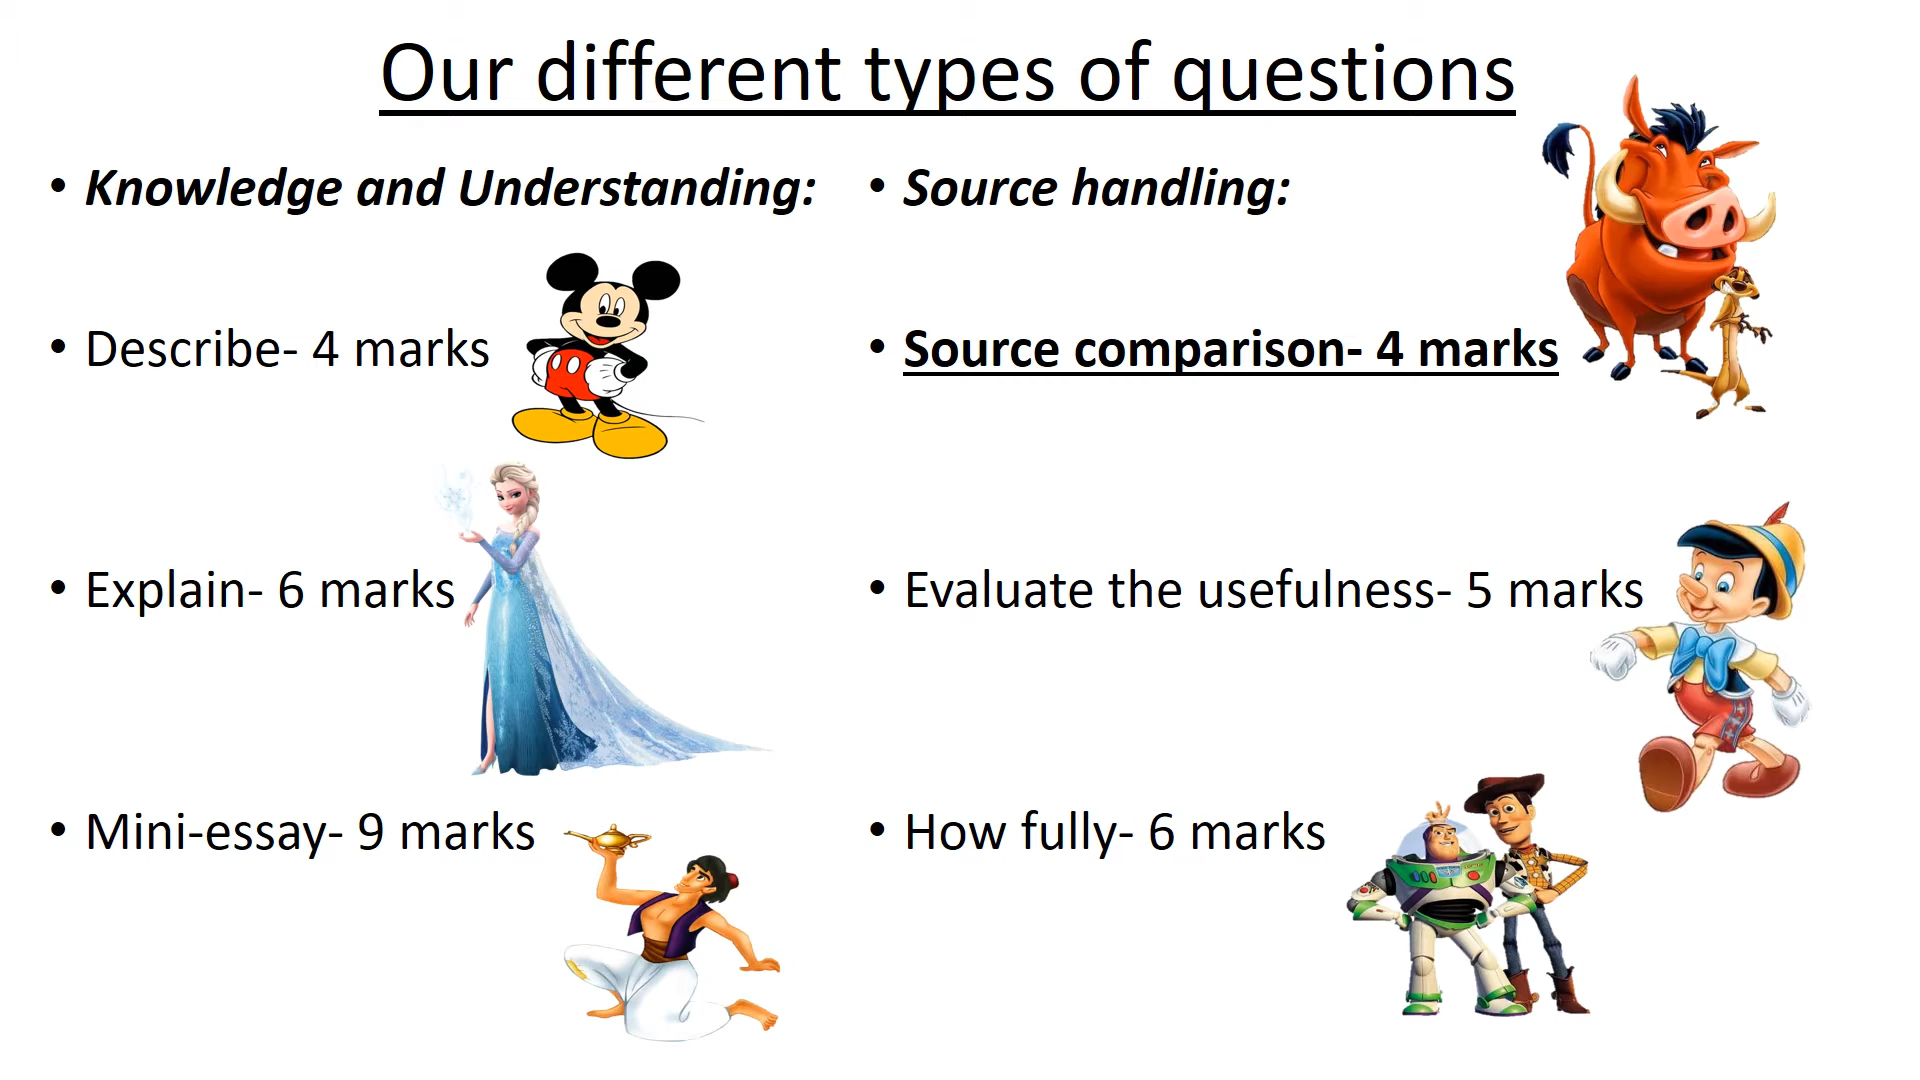 Our different types of questions
• Knowledge and Understanding:
• Describe- 4 marks
• Explain- 6 marks
• Mini-essay- 9 marks
• Source handling:
• Source comparison- 4 marks
• Evaluate the usefulness- 5 marks
• How fully- 6 marks